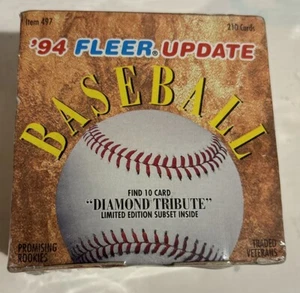 Item 497
210 Cards
'94 FLEER. UPDATE
BASEBALL
FIND 10 CARD
"DIAMOND TRIBUTE"
LIMITED EDITION SUBSET INSIDE
PROMISING
ROOKIES
TRADED
VETERANS